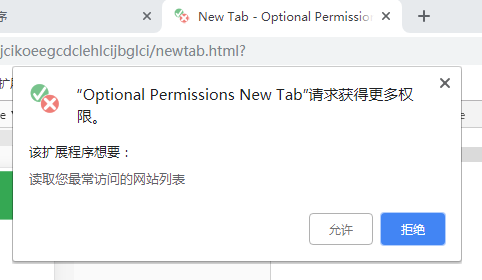 序
New Tab - Optional Permission
jcikoeegcdclehlcijbglci/newtab.html?
"Optional Permissions New Tab"请求获得更多权
限。
该扩展程序想要：
读取您最常访问的网站列表
允许
拒绝